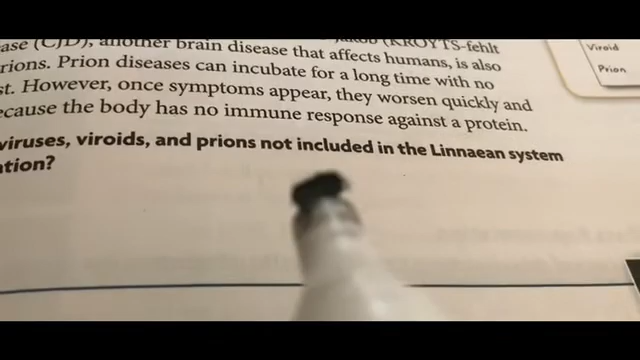 ase (CJD), another brain disease that affects humans, is also
rions. Prion diseases can incubate for a long time with no
st. However, once symptoms appear, they worsen quickly and
ecause the body has no immune response against a protein.
viruses, viroids, and prions not included in the Linnaean system
ation?
(KROYTS-fehlt
Viroid
Prion